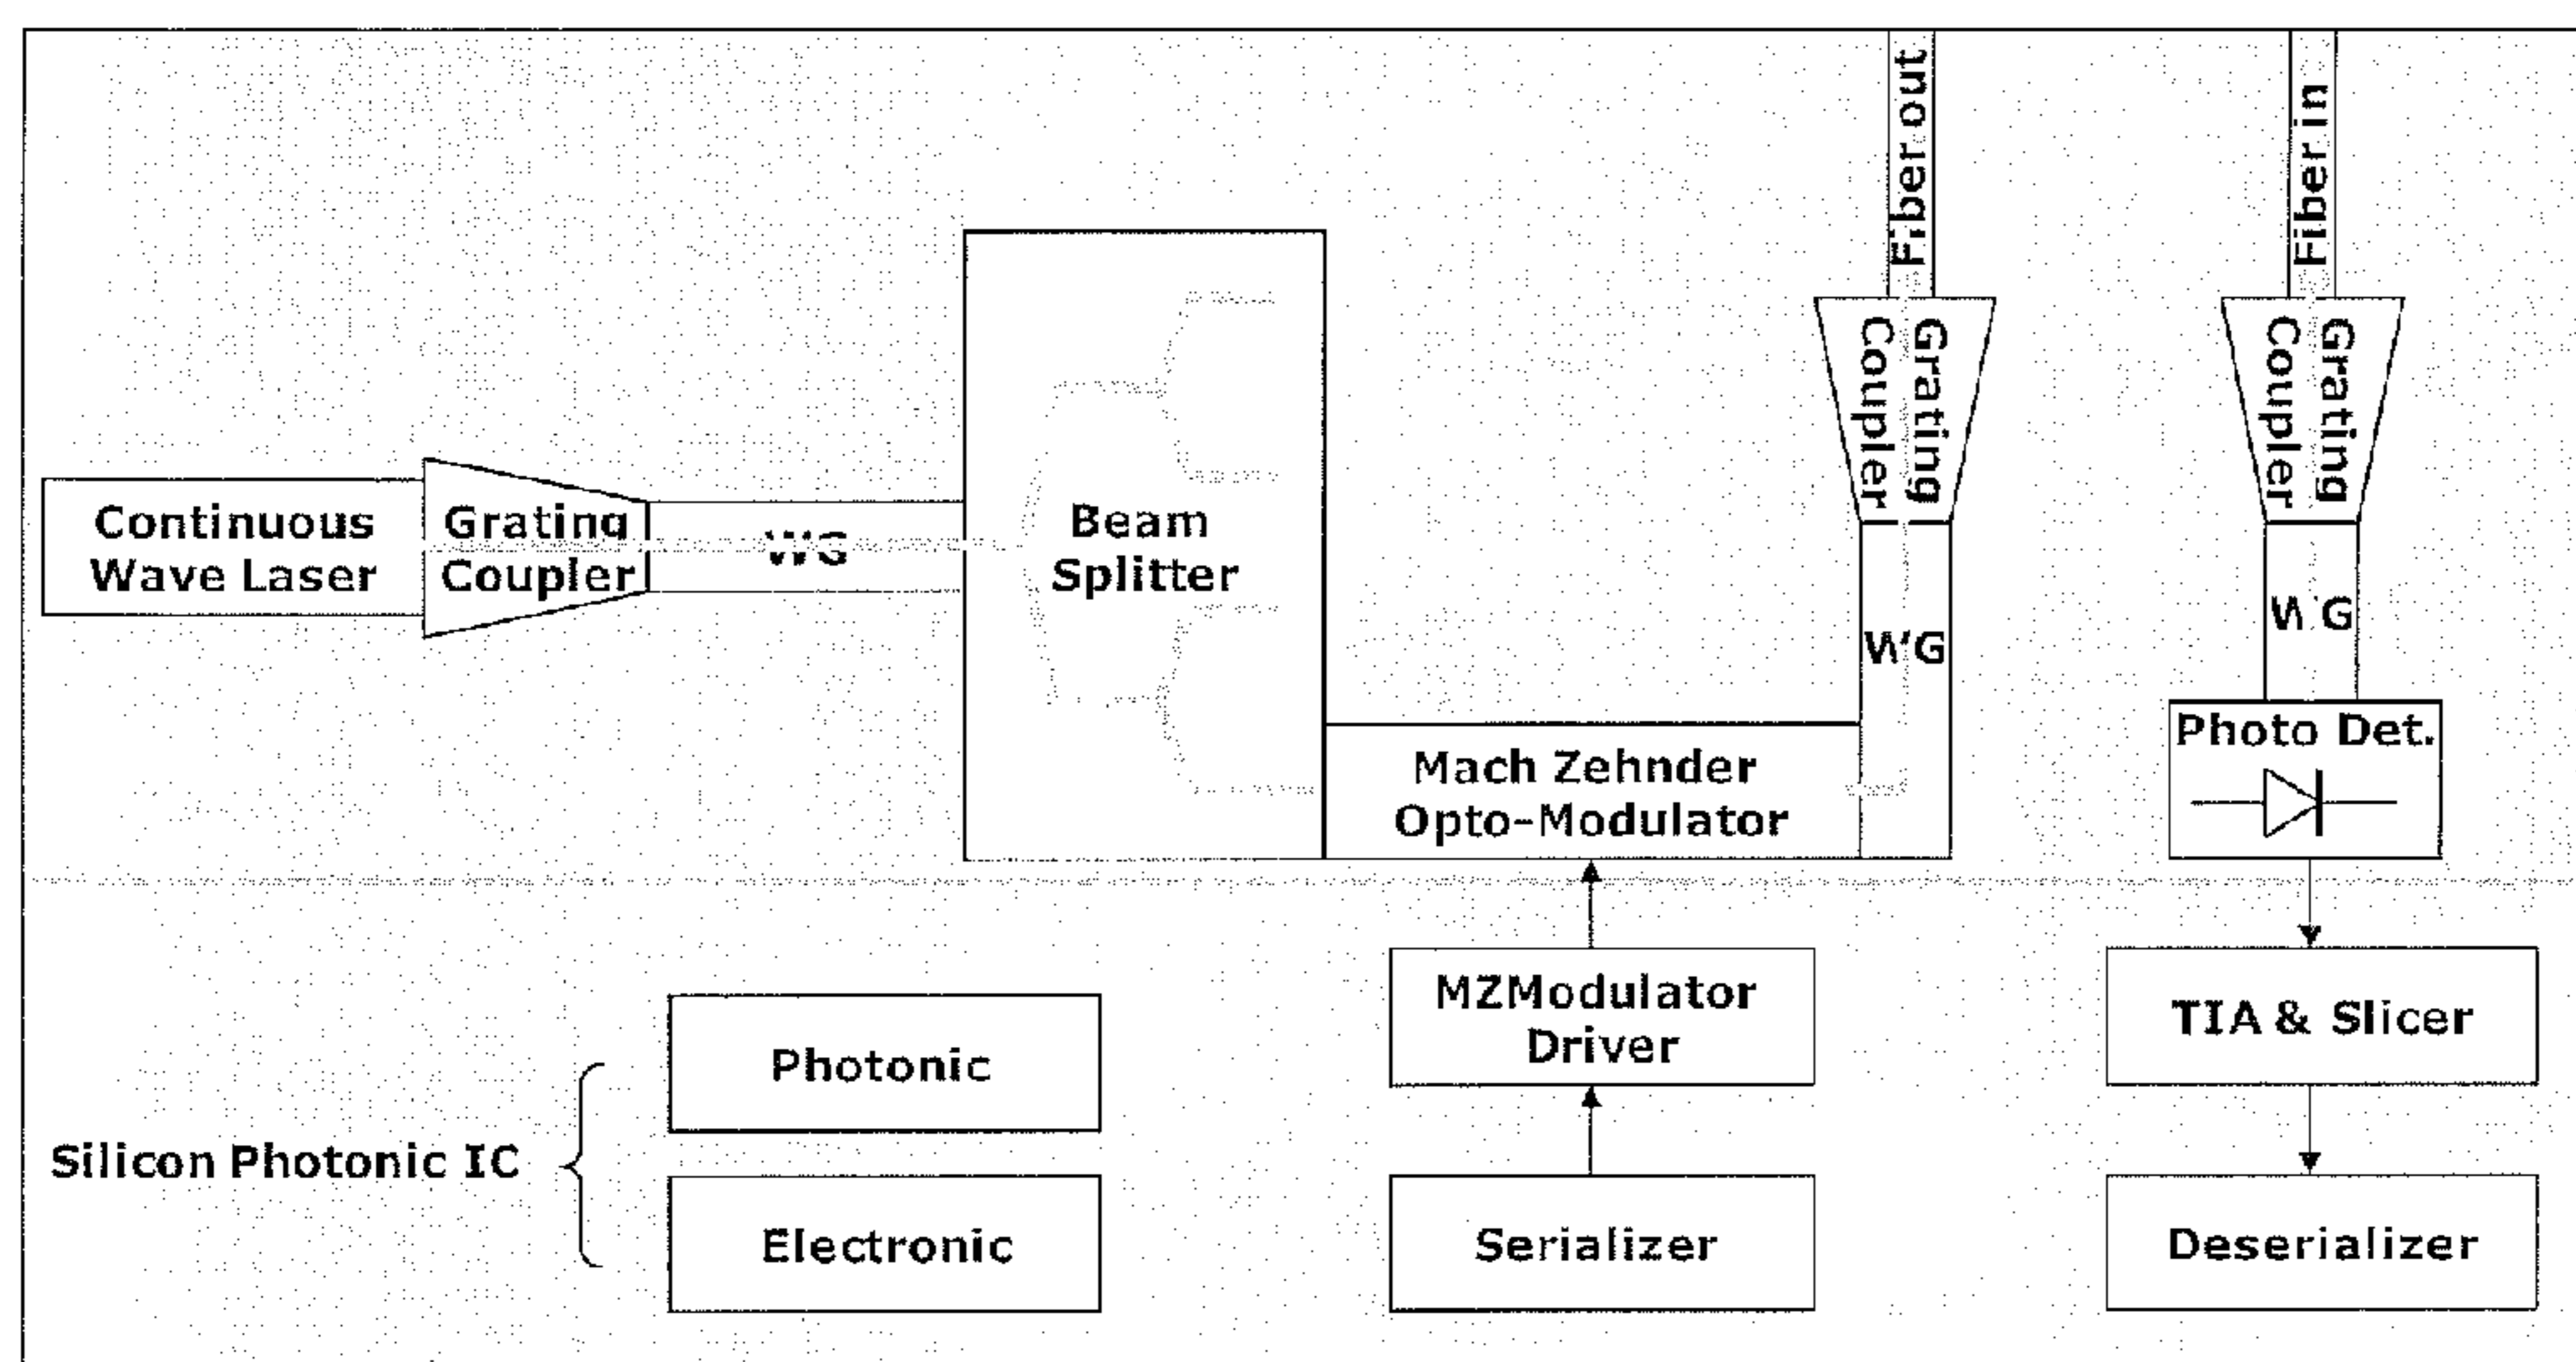 Fiber out
Fiber in
Grating
Coupler
Grating
Coupler
Continuous
Wave Laser
Grating
Coupler
WG
Beam
Splitter
WG
WG
Mach Zehnder
Opto-Modulator
Photo Det.
MZModulator
Driver
TIA & Slicer
Photonic
Silicon Photonic IC
Electronic
Serializer
Deserializer